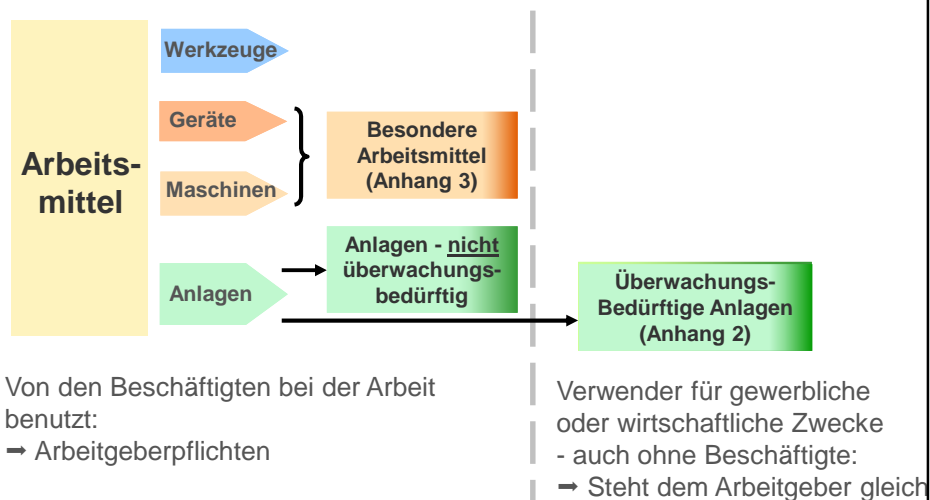 Arbeits-
mittel
Werkzeuge
Geräte
Maschinen
Anlagen
Besondere
Arbeitsmittel
(Anhang 3)
Anlagen - nicht
überwachungs-
bedürftig
Überwachungs-
Bedürftige Anlagen
(Anhang 2)
Von den Beschäftigten bei der Arbeit
benutzt:
➞ Arbeitgeberpflichten
Verwender für gewerbliche
oder wirtschaftliche Zwecke
- auch ohne Beschäftigte:
➞ Steht dem Arbeitgeber gleich